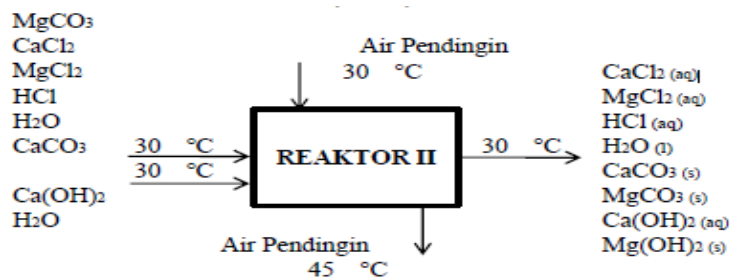 MgCO3
CaCl2
MgCl2
HCl
H2O
CaCO3
Ca(OH)2
H2O
30 °C
30 °C
Air Pendingin
30 °C
REAKTOR II
Air Pendingin
45 °C
30 °C
CaCl2 (aq)
MgCl2 (aq)
HCl (aq)
H2O (l)
CaCO3 (s)
MgCO3 (s)
Ca(OH)2 (aq)
Mg(OH)2 (s)